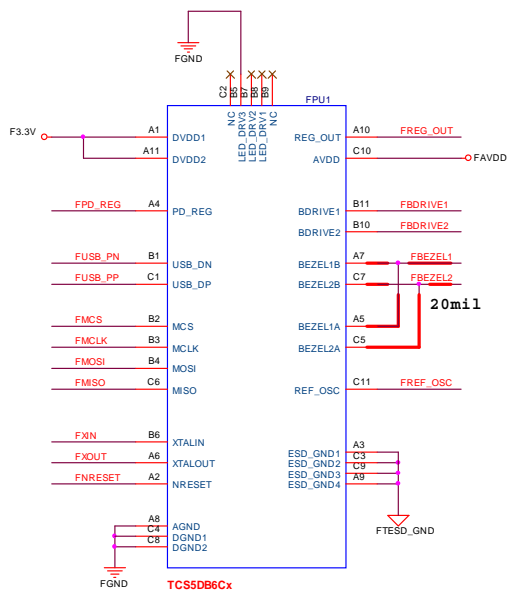 FGND
C2
B5
B7
B8
B9
FPU1
NC
LED_DRV3
LED_DRV2
LED_DRV1
NC
F3.3V
A1 DVDD1
A11 DVDD2
REG_OUT A10 FREG_OUT
AVDD C10 FAVDD
FPD_REG A4 PD_REG
BDRIVE1 B11 FBDRIVE1
BDRIVE2 B10 FBDRIVE2
FUSB_PN B1 USB_DN
BEZEL1B A7 FBEZEL1
FUSB_PP C1 USB_DP
BEZEL2B C7 FBEZEL2
20mil
FMCS B2 MCS
BEZEL1A A5
FMCLK B3 MCLK
BEZEL2A C5
FMOSI B4 MOSI
FMISO C6 MISO
REF_OSC C11 FREF_OSC
FXIN B6 XTALIN
FXOUT A6 XTALOUT
FNRESET A2 NRESET
ESD_GND1 A3
ESD_GND2 C3
ESD_GND3 C9
ESD_GND4 A9
FTESD_GND
A8 AGND
C4 DGND1
C8 DGND2
FGND
TCS5DB6Cx